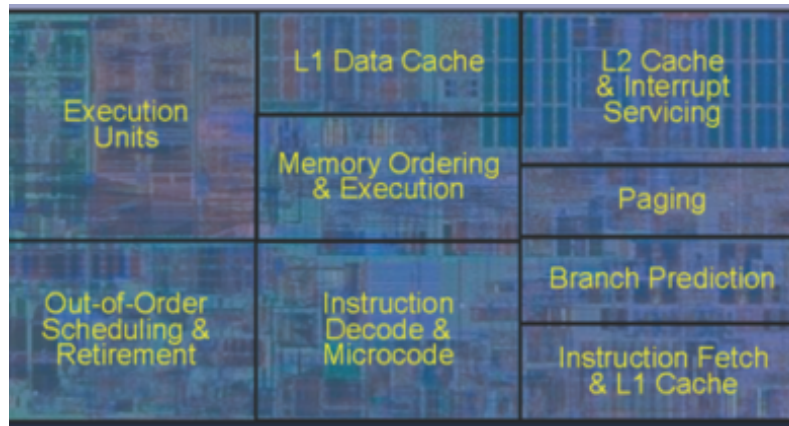 Execution
Units
L1 Data Cache
L2 Cache
& Interrupt
Servicing
Memory Ordering
& Execution
Paging
Branch Prediction
Out-of-Order
Scheduling &
Retirement
Instruction
Decode &
Microcode
Instruction Fetch
& L1 Cache